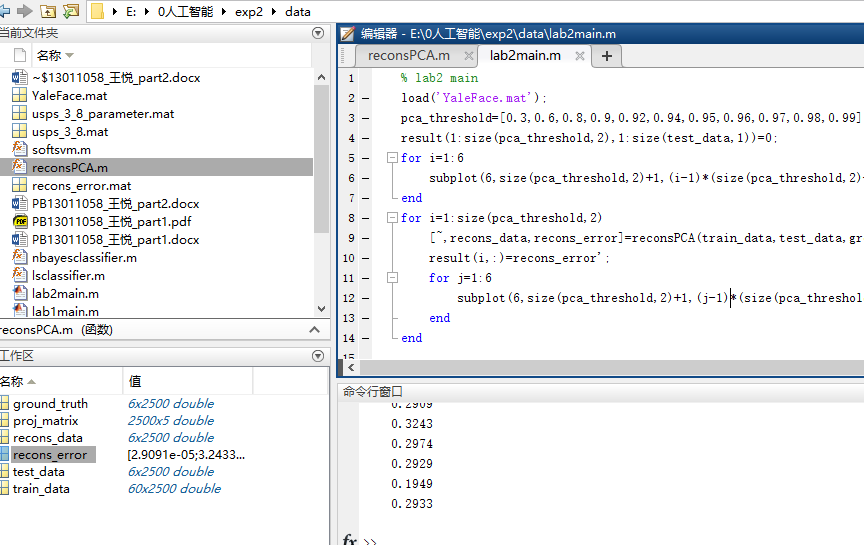 E: ▸ 0人工智能 ▸ exp2 ▸ data
当前文件夹
名称
~$13011058_王悦_part2.docx
YaleFace.mat
usps_3_8_parameter.mat
usps_3_8.mat
softsvm.m
reconsPCA.m
recons_error.mat
PB13011058_王悦_part2.docx
PB13011058_王悦_part1.pdf
PB13011058_王悦_part1.docx
nbayesclassifier.m
lsclassifier.m
lab2main.m
lab1main.m
reconsPCA.m (函数)
工作区
名称 值
ground_truth 6x2500 double
proj_matrix 2500x5 double
recons_data 6x2500 double
recons_error [2.9091e-05;3.2433...
test_data 6x2500 double
train_data 60x2500 double
编辑器 - E:\0人工智能\exp2\data\lab2main.m
reconsPCA.m lab2main.m
1 % lab2 main
2 load('YaleFace.mat');
3 pca_threshold=[0.3,0.6,0.8,0.9,0.92,0.94,0.95,0.96,0.97,0.98,0.99]
4 result(1:size(pca_threshold,2),1:size(test_data,1))=0;
5 for i=1:6
6 subplot(6,size(pca_threshold,2)+1,(i-1)*(size(pca_threshold,2)
7 end
8 for i=1:size(pca_threshold,2)
9 [~,recons_data,recons_error]=reconsPCA(train_data,test_data,gr
10 result(i,:)=recons_error';
11 for j=1:6
12 subplot(6,size(pca_threshold,2)+1,(j-1)*(size(pca_threshol
13 end
14 end
15
命令行窗口
0.2909
0.3243
0.2974
0.2929
0.1949
0.2933
fx >>